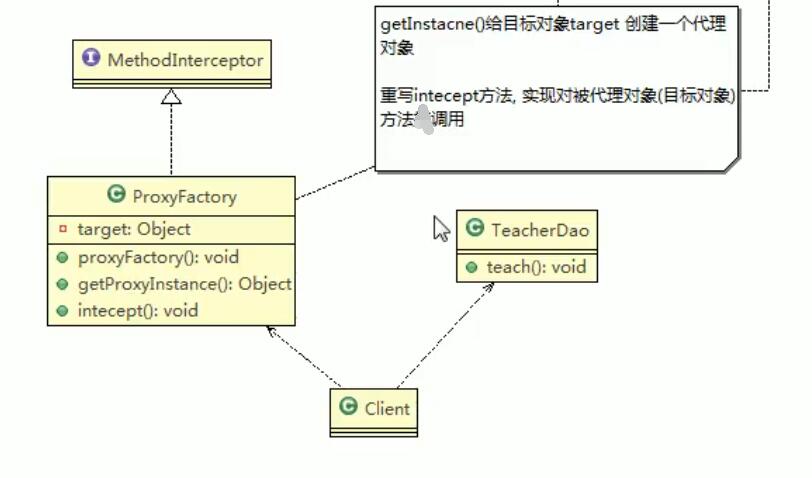 getInstacne()给目标对象target 创建一个代理
对象
重写intecept方法, 实现对被代理对象(目标对象)
方法 调用
MethodInterceptor
ProxyFactory
target: Object
proxyFactory(): void
getProxyInstance(): Object
intecept(): void
TeacherDao
teach(): void
Client